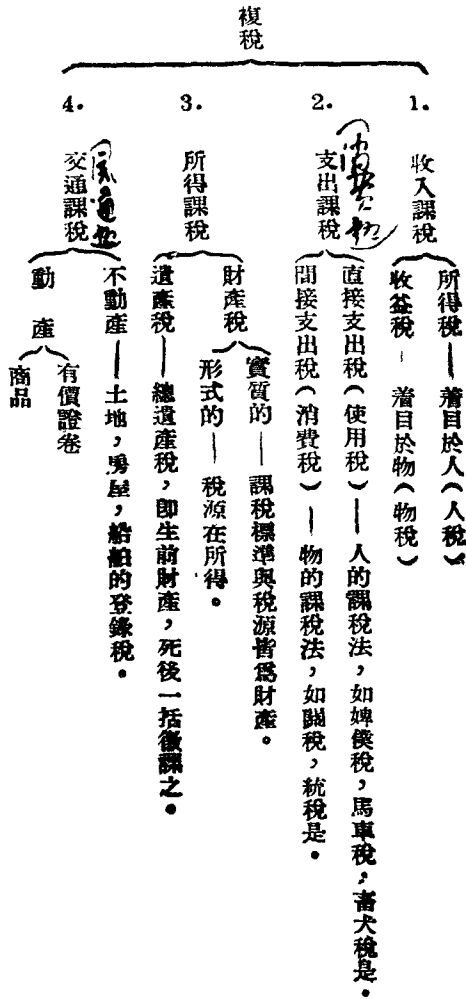 複稅
1.
收入課稅
所得稅——着目於人（人稅）
收益稅—着目於物（物稅）
2.
支出課稅
直接支出稅（使用稅）——人的課稅法，如婢僕稅，馬車稅，畜犬稅是．
間接支出稅（消費稅）——物的課稅法，如關稅，統稅是．
3.
所得課稅
財產稅
實質的——課稅標準與稅源皆爲財產。
形式的——稅源在所得。
遺產稅——總遺產稅，卽生前財產，死後一括徵課之．
4.
交通課稅
不動產——土地，房屋，船舶的登錄稅．
動產
有價證卷
商品